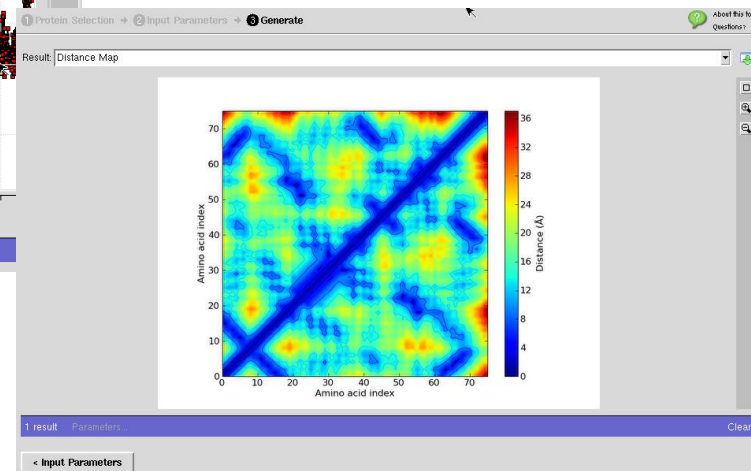 1 Protein Selection → 2 Input Parameters → 3 Generate
? About this to
Questions?
Result: Distance Map
70
60
50
40
30
20
10
0
Amino acid index
0 10 20 30 40 50 60 70
Amino acid index
36
32
28
24
20
16
12
8
4
0
Distance (Å)
1 result Parameters... Clear
< Input Parameters